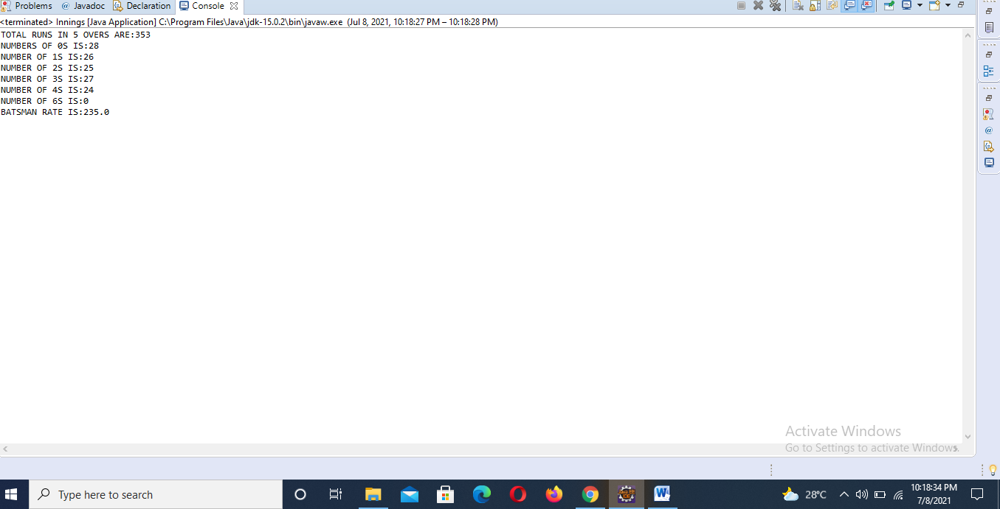 Problems @ Javadoc Declaration Console
<terminated> Innings [Java Application] C:\Program Files\Java\jdk-15.0.2\bin\javaw.exe (Jul 8, 2021, 10:18:27 PM – 10:18:28 PM)
TOTAL RUNS IN 5 OVERS ARE:353
NUMBERS OF 0S IS:28
NUMBER OF 1S IS:26
NUMBER OF 2S IS:25
NUMBER OF 3S IS:27
NUMBER OF 4S IS:24
NUMBER OF 6S IS:0
BATSMAN RATE IS:235.0
Activate Windows
Go to Settings to activate Windows.
Type here to search
28°C
10:18:34 PM
7/8/2021